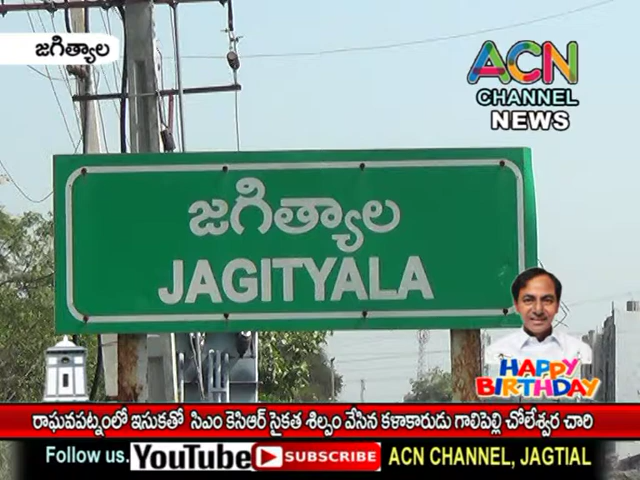 జగిత్యాల
ACN
CHANNEL
NEWS
జగిత్యాల
JAGITYALA
HAPPY
BIRTHDAY
రాఘవపట్నంలో ఇసుకతో సిఎం కెసిఆర్ సైకత శిల్పం వేసిన కళాకారుడు గాలిపెల్లి చోలేశ్వర చారి
Follow us. YouTube SUBSCRIBE ACN CHANNEL, JAGTIAL